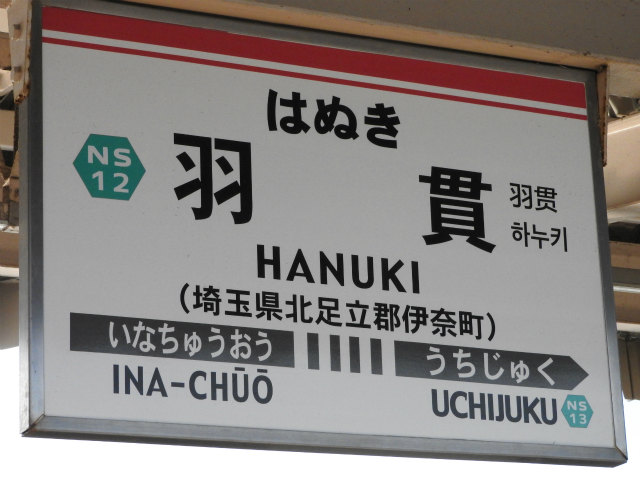 はぬき
NS
12
羽貫
羽贯
하누키
HANUKI
(埼玉県北足立郡伊奈町)
いなちゅうおう
うちじゅく
INA-CHŪŌ
UCHIJUKU
NS
13